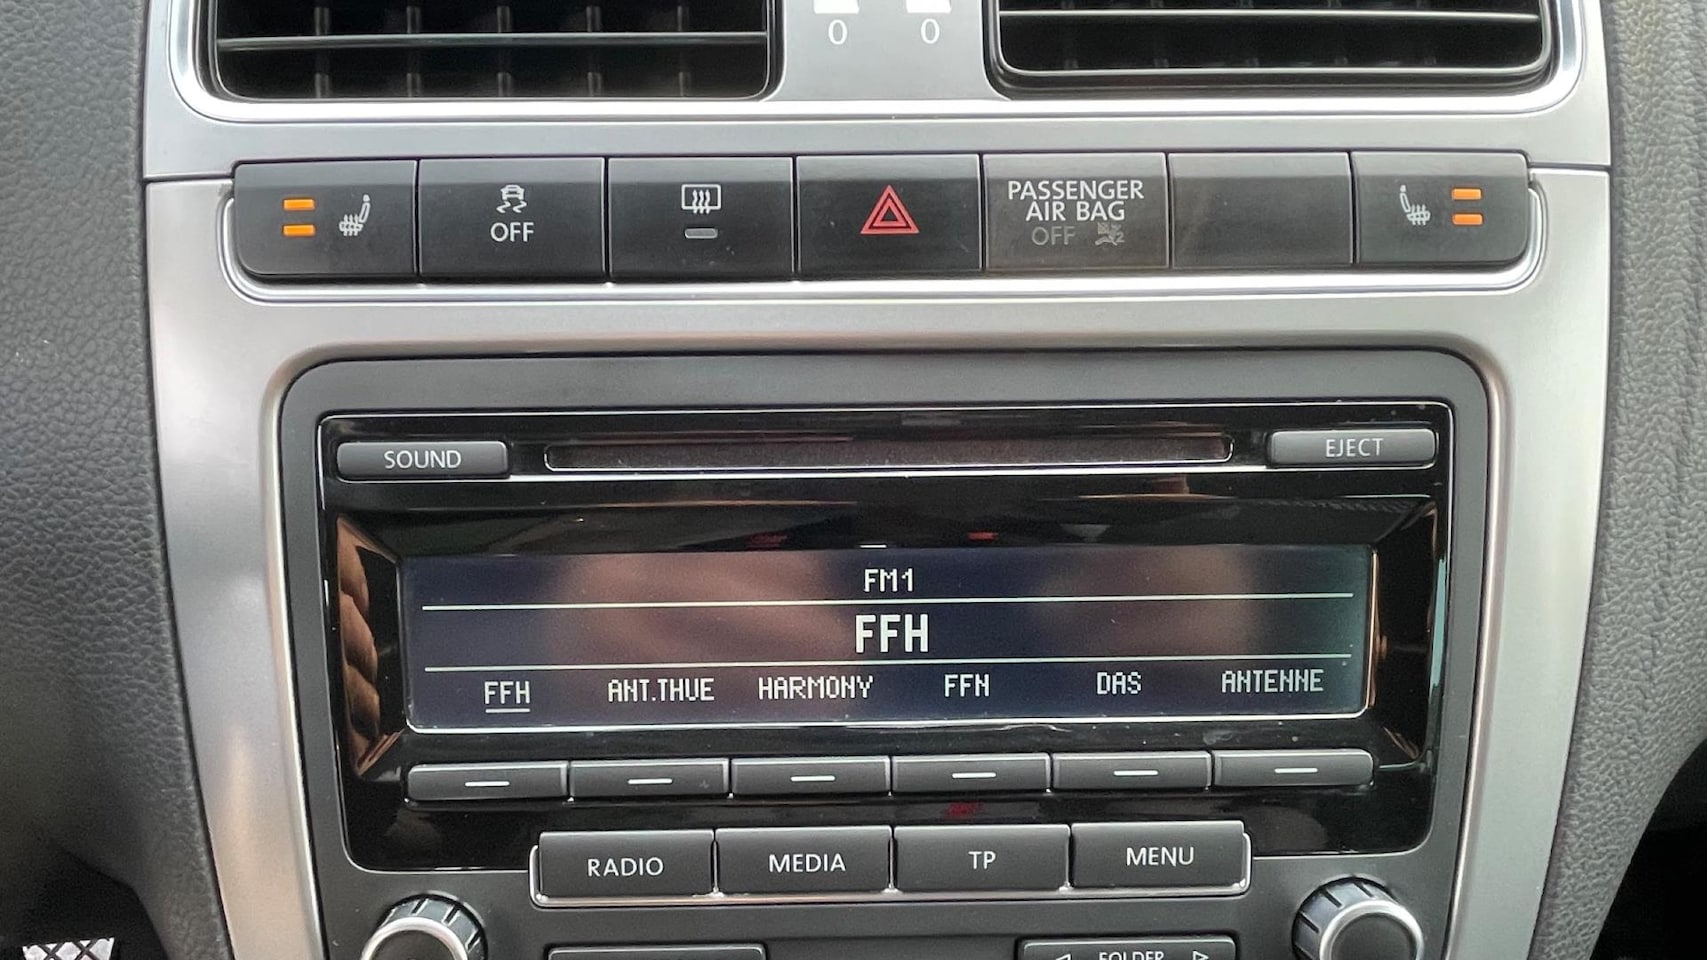 0 0
OFF
PASSENGER
AIR BAG
OFF 2
SOUND
EJECT
FM1
FFH
FFH ANT.THUE HARMONY FFN DAS ANTENNE
RADIO MEDIA TP MENU
FOLDER